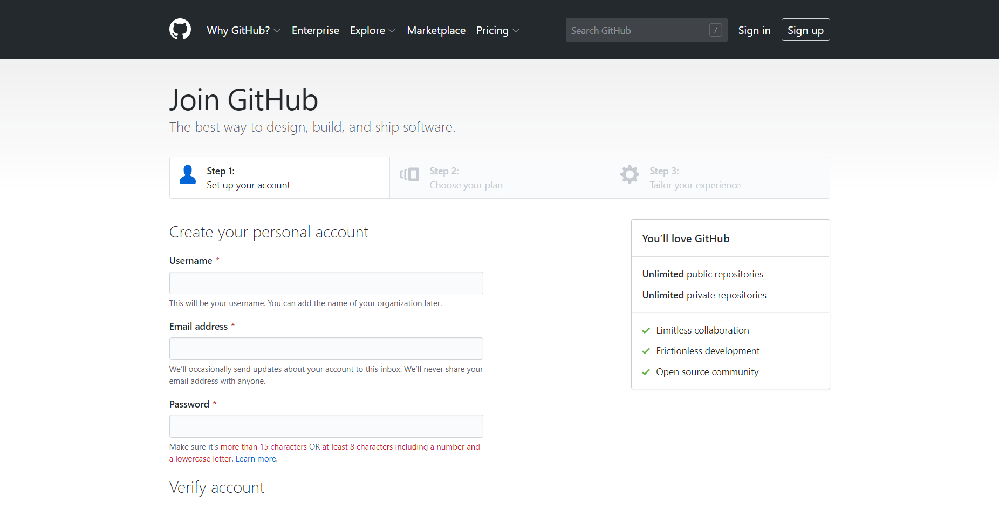 Why GitHub? Enterprise Explore Marketplace Pricing Search GitHub / Sign in Sign up
Join GitHub
The best way to design, build, and ship software.
Step 1:
Set up your account
Step 2:
Choose your plan
Step 3:
Tailor your experience
Create your personal account
Username *
This will be your username. You can add the name of your organization later.
Email address *
We’ll occasionally send updates about your account to this inbox. We’ll never share your
email address with anyone.
Password *
Make sure it's more than 15 characters OR at least 8 characters including a number and
a lowercase letter. Learn more.
Verify account
You’ll love GitHub
Unlimited public repositories
Unlimited private repositories
Limitless collaboration
Frictionless development
Open source community